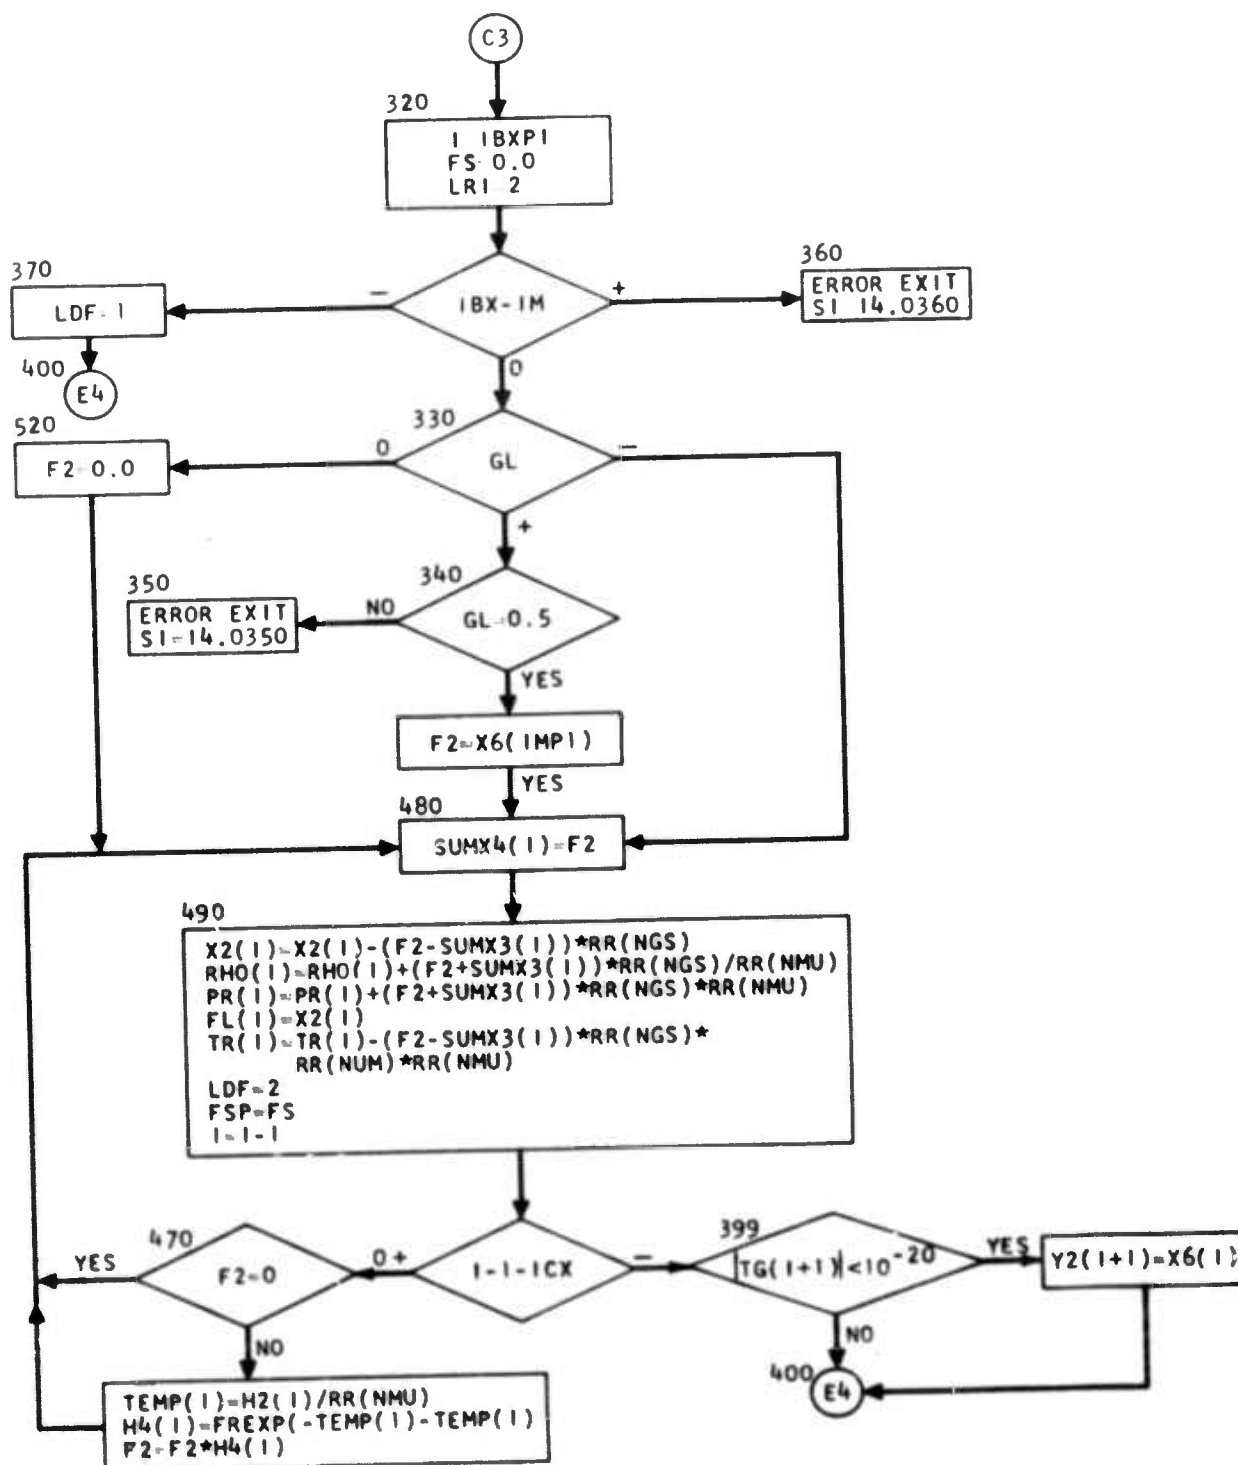 C3
320
I IBXP1
FS 0.0
LR1 2
370
LDF 1
400
E4
-
IBX-IM
+
360
ERROR EXIT
S1 14.0360
0
330
GL
0
-
520
F2 0.0
+
340
GL 0.5
NO
350
ERROR EXIT
S1=14.0350
YES
F2=X6(IMP1)
YES
480
SUMX4(I)=F2
490
X2(I)=X2(I)-(F2-SUMX3(I))*RR(NGS)
RHO(I)=RHO(I)+(F2+SUMX3(I))*RR(NGS)/RR(NMU)
PR(I)=PR(I)+(F2+SUMX3(I))*RR(NGS)*RR(NMU)
FL(I)=X2(I)
TR(I)=TR(I)-(F2-SUMX3(I))*RR(NGS)*
RR(NUM)*RR(NMU)
LDF=2
FSP=FS
I=I-1
470
YES
F2=0
0+
I-1-ICX
-
399
|TG(I+1)|<10⁻²⁰
YES
Y2(I+1)=X6(I)
NO
NO
400
E4
TEMP(I)=H2(I)/RR(NMU)
H4(I)=FREXP(-TEMP(I)-TEMP(I)
F2=F2*H4(I)